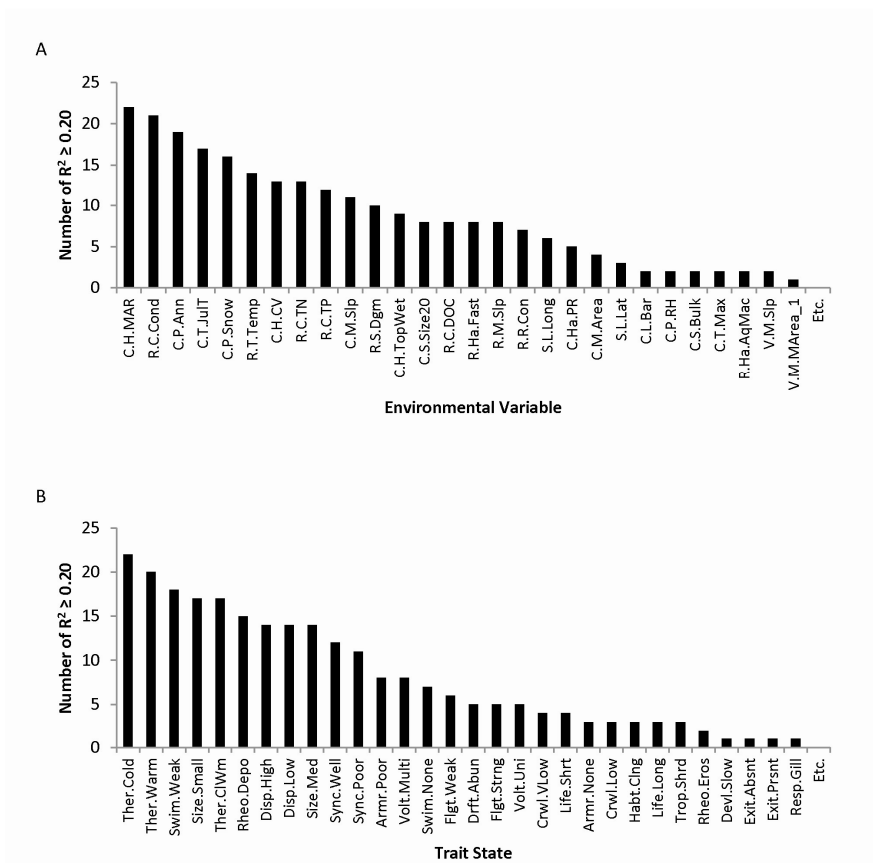 A
Number of R² ≥ 0.20
25
20
15
10
5
0
C.H.MAR
R.C.Cond
C.P.Ann
C.T.JulT
C.P.Snow
R.T.Temp
C.H.CV
R.C.TN
R.C.TP
C.M.Slp
R.S.Dgm
C.H.TopWet
C.S.Size20
R.C.DOC
R.Ha.Fast
R.M.Slp
R.R.Con
S.L.Long
C.Ha.PR
C.M.Area
S.L.Lat
C.L.Bar
C.P.RH
C.S.Bulk
C.T.Max
R.Ha.AqMac
V.M.Slp
V.M.MArea_1
Etc.
Environmental Variable
B
Number of R² ≥ 0.20
25
20
15
10
5
0
Ther.Cold
Ther.Warm
Swim.Weak
Size.Small
Ther.ClWm
Rheo.Depo
Disp.High
Disp.Low
Size.Med
Sync.Well
Sync.Poor
Armr.Poor
Volt.Multi
Swim.None
Flgt.Weak
Drft.Abun
Flgt.Strng
Volt.Uni
Crwl.VLow
Life.Shrt
Armr.None
Crwl.Low
Habt.Clng
Life.Long
Trop.Shrd
Rheo.Eros
Devl.Slow
Exit.Absnt
Exit.Prsnt
Resp.Gill
Etc.
Trait State